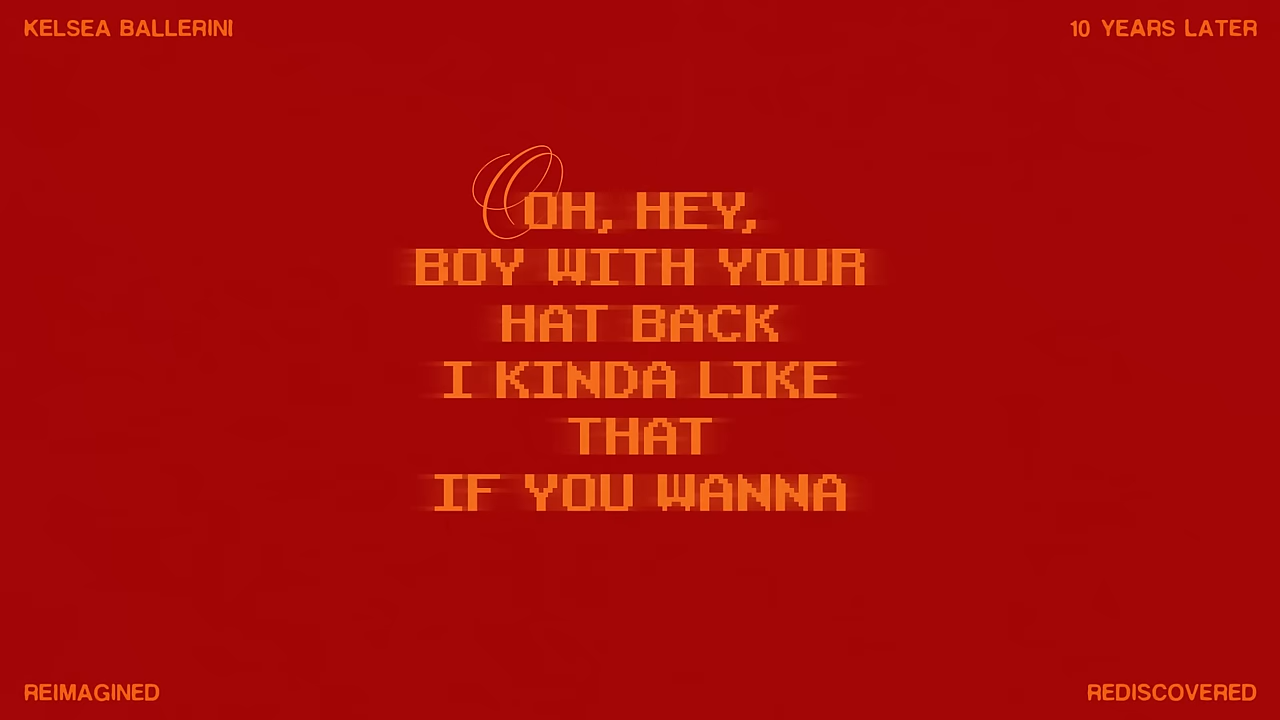 KELSEA BALLERINI
10 YEARS LATER
OOH, HEY,
BOY WITH YOUR
HAT BACK
I KINDA LIKE
THAT
IF YOU WANNA
REIMAGINED
REDISCOVERED